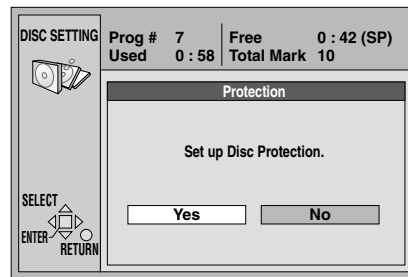 DISC SETTING
Prog # 7 Free 0 : 42 (SP)
Used 0 : 58 Total Mark 10
Protection
Set up Disc Protection.
Yes No
SELECT
ENTER
RETURN